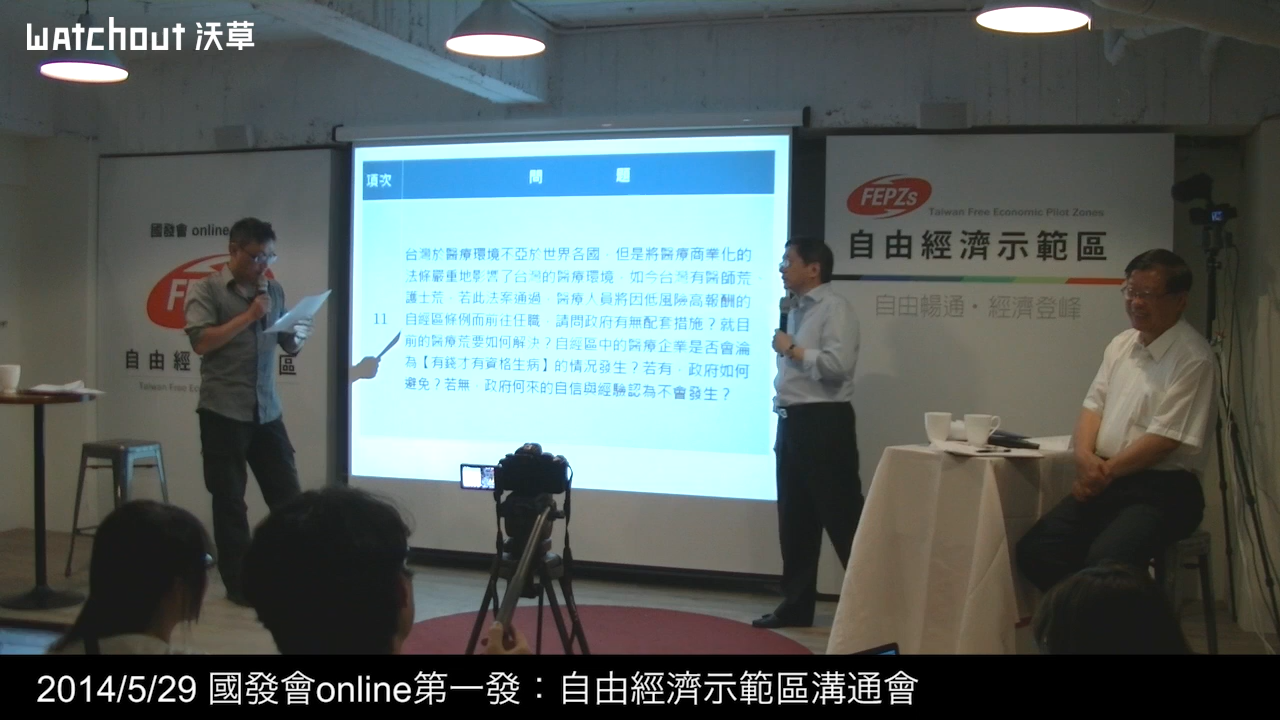 watchout 沃草
國發會 online
FEP
自由經
區
Taiwan Free Eco
項次
問 題
11
台灣於醫療環境不亞於世界各國，但是將醫療商業化的
法條嚴重地影響了台灣的醫療環境，如今台灣有醫師荒、
護士荒，若此法案通過，醫療人員將因低風險高報酬的
自經區條例而前往任職，請問政府有無配套措施？就目
前的醫療荒要如何解決？自經區中的醫療企業是否會淪
為【有錢才有資格生病】的情況發生？若有，政府如何
避免？若無，政府何來的自信與經驗認為不會發生？
FEPZs
Taiwan Free Economic Pilot Zones
自由經濟示範區
自由暢通・經濟登峰
2014/5/29 國發會online第一發：自由經濟示範區溝通會